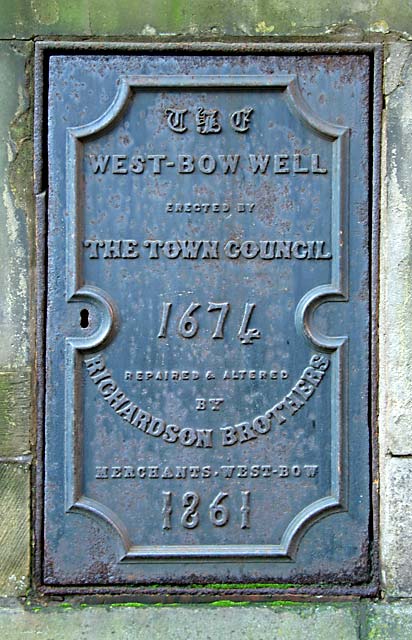 THE
WEST-BOW WELL
ERECTED BY
THE TOWN COUNCIL
1674
REPAIRED & ALTERED
BY
RICHARDSON BROTHERS
MERCHANTS. WEST-BOW
1861